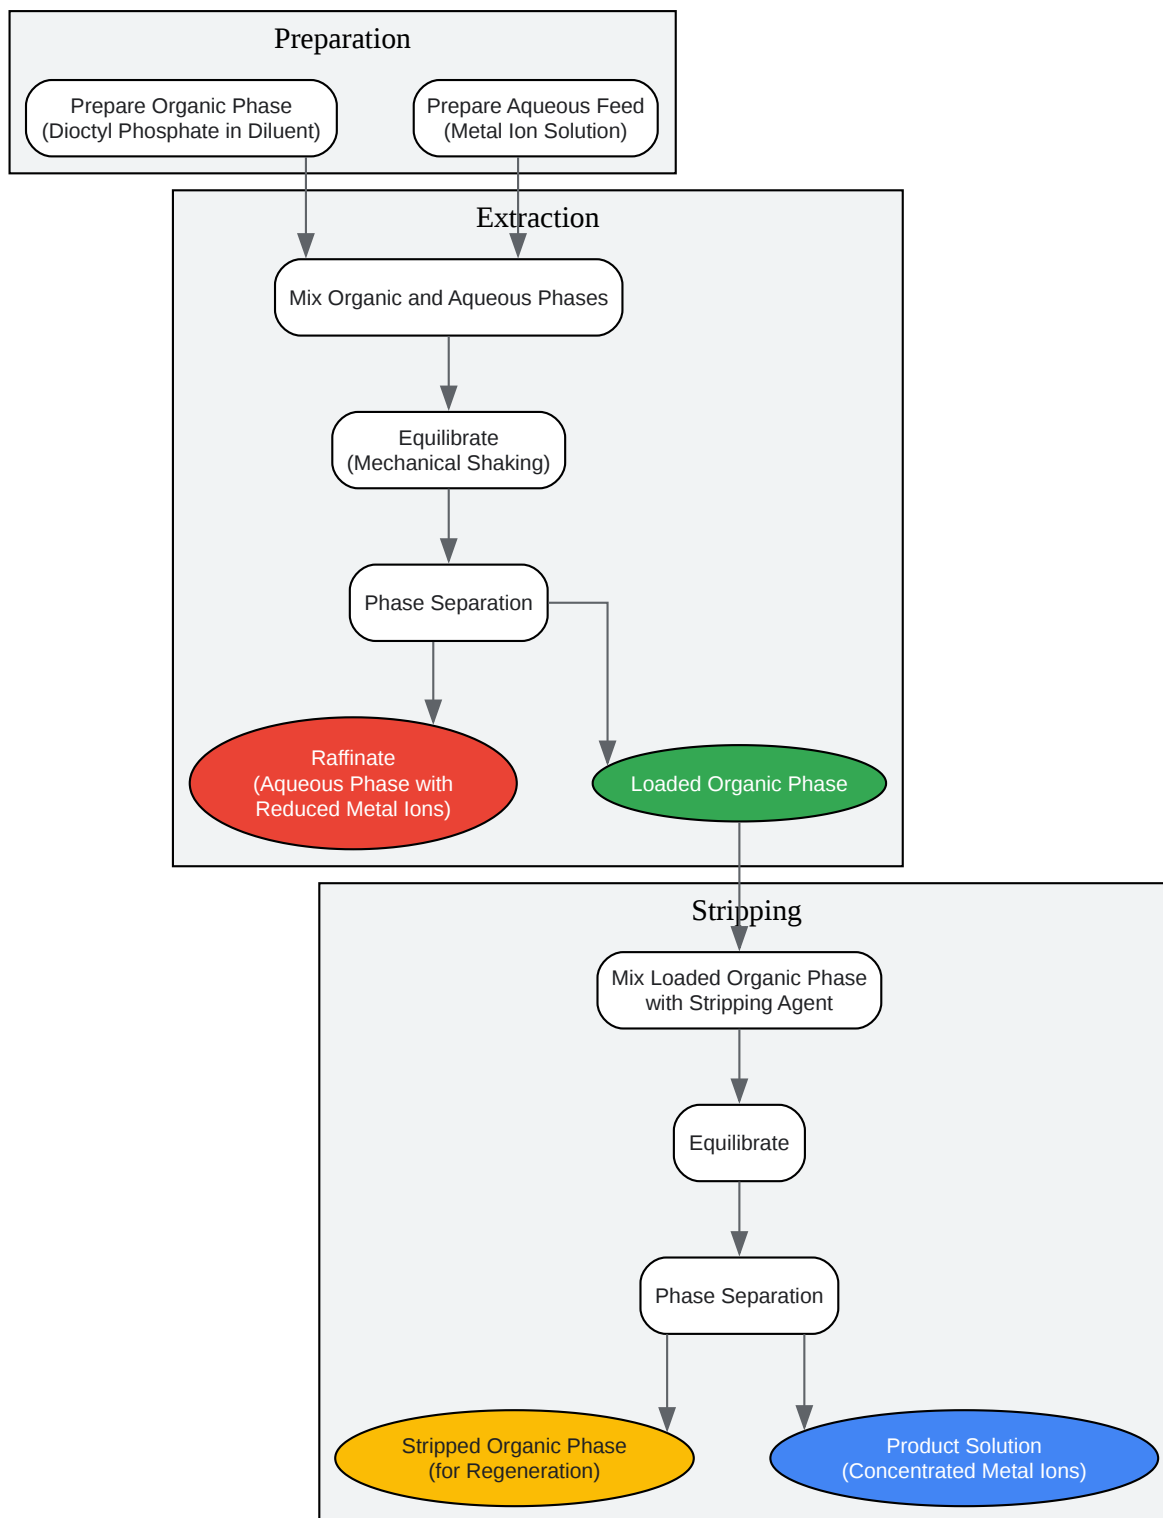 Preparation
Prepare Organic Phase
(Dioctyl Phosphate in Diluent)
Prepare Aqueous Feed
(Metal Ion Solution)
Extraction
Mix Organic and Aqueous Phases
Equilibrate
(Mechanical Shaking)
Phase Separation
Raffinate
(Aqueous Phase with
Reduced Metal Ions)
Loaded Organic Phase
Stripping
Mix Loaded Organic Phase
with Stripping Agent
Equilibrate
Phase Separation
Stripped Organic Phase
(for Regeneration)
Product Solution
(Concentrated Metal Ions)